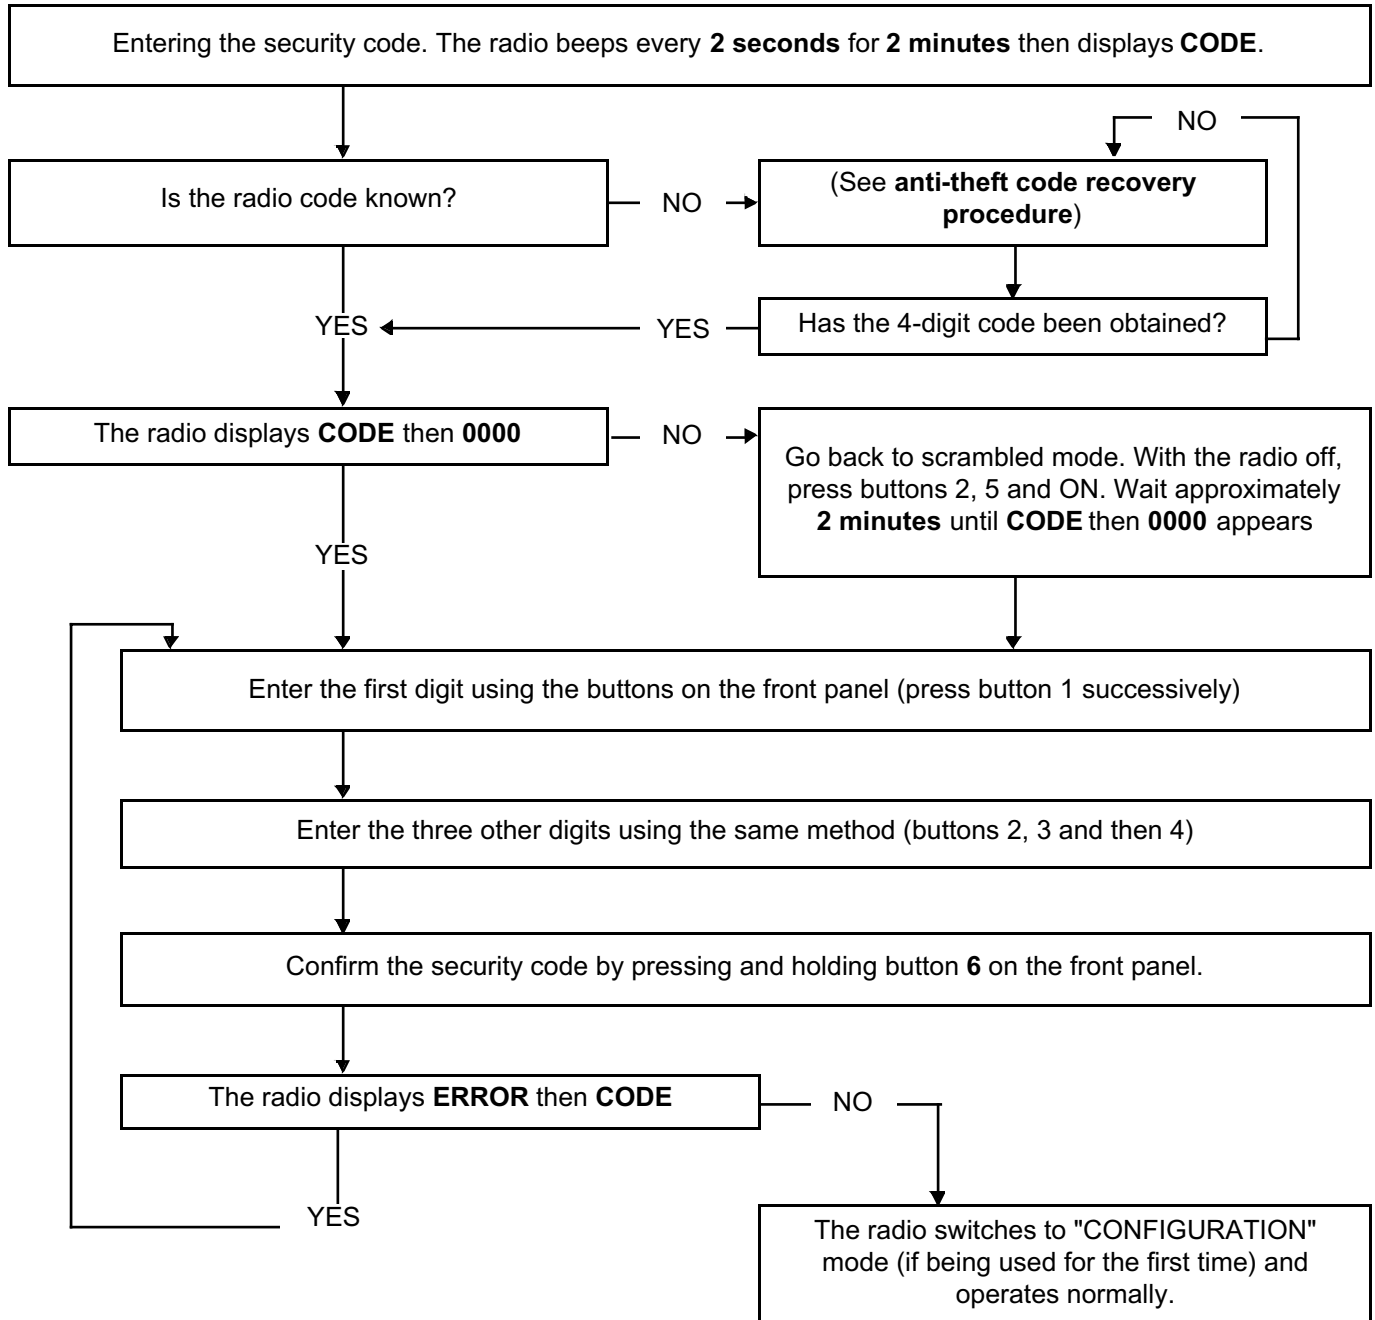 Entering the security code. The radio beeps every 2 seconds for 2 minutes then displays CODE.
NO
Is the radio code known?
NO
(See anti-theft code recovery
procedure)
YES
YES
Has the 4-digit code been obtained?
The radio displays CODE then 0000
NO
Go back to scrambled mode. With the radio off,
press buttons 2, 5 and ON. Wait approximately
2 minutes until CODE then 0000 appears
YES
Enter the first digit using the buttons on the front panel (press button 1 successively)
Enter the three other digits using the same method (buttons 2, 3 and then 4)
Confirm the security code by pressing and holding button 6 on the front panel.
The radio displays ERROR then CODE
NO
YES
The radio switches to "CONFIGURATION"
mode (if being used for the first time) and
operates normally.